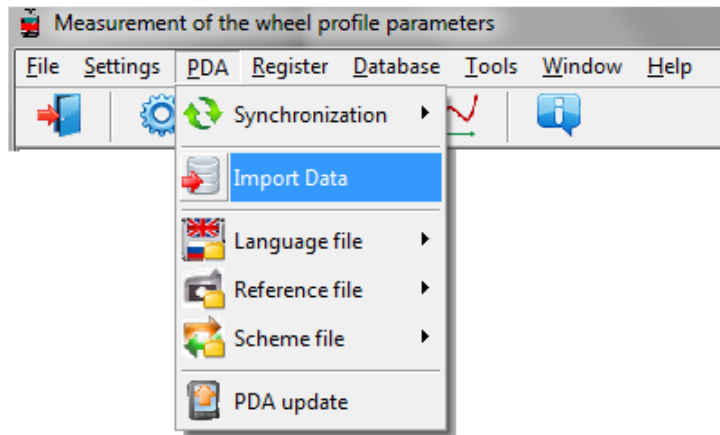 Measurement of the wheel profile parameters
File Settings PDA Register Database Tools Window Help
Synchronization
Import Data
Language file
Reference file
Scheme file
PDA update